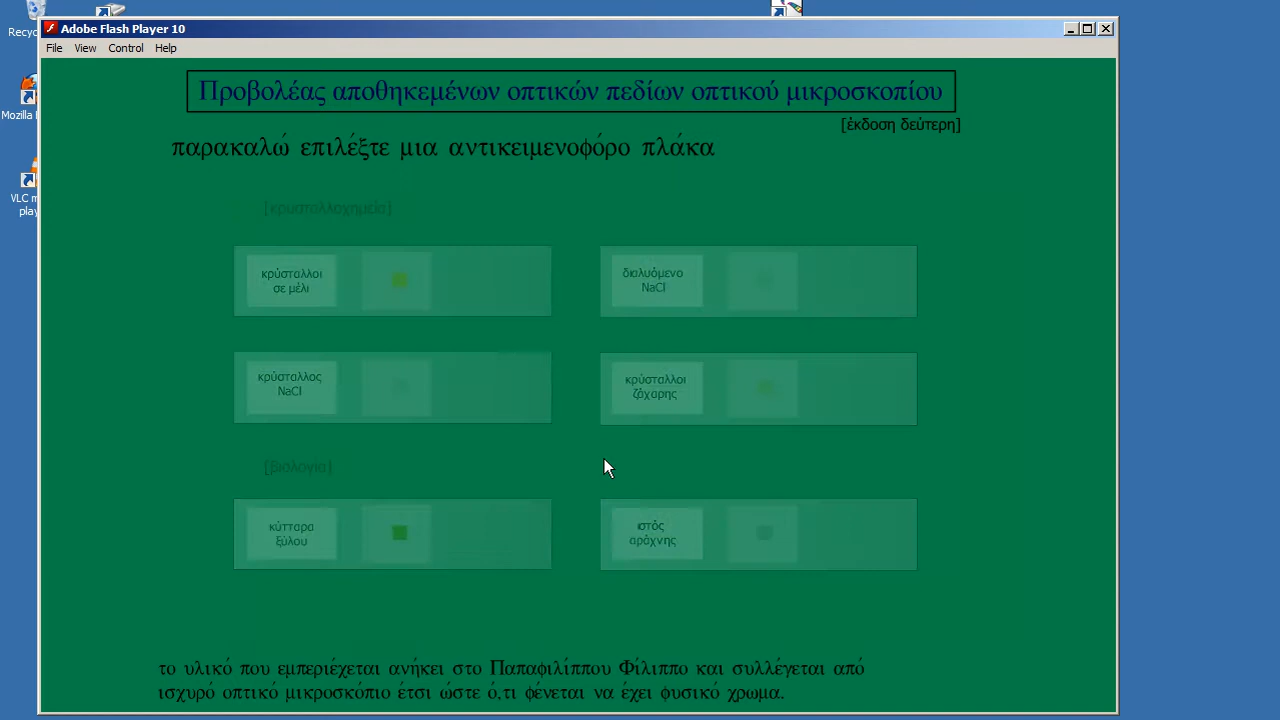 Recyc
Adobe Flash Player 10
File View Control Help
Προβολέας αποθηκεμένων οπτικών πεδίων οπτικού μικροσκοπίου
[έκδοση δεύτερη]
παρακαλώ επιλέξτε μια αντικειμενοφόρο πλάκα
Mozilla
VLC m
play
[κρυσταλλοχημεία]
κρύσταλλοι
σε μέλι
διαλυόμενο
NaCl
κρύσταλλος
NaCl
κρύσταλλοι
ζάχαρης
[βιολογία]
κύτταρα
ξύλου
ιστός
αράχνης
το υλικό που εμπεριέχεται ανήκει στο Παπαφιλίππου Φίλιππο και συλλέγεται από
ισχυρό οπτικό μικροσκόπιο έτσι ώστε ό,τι φένεται να έχει φυσικό χρωμα.